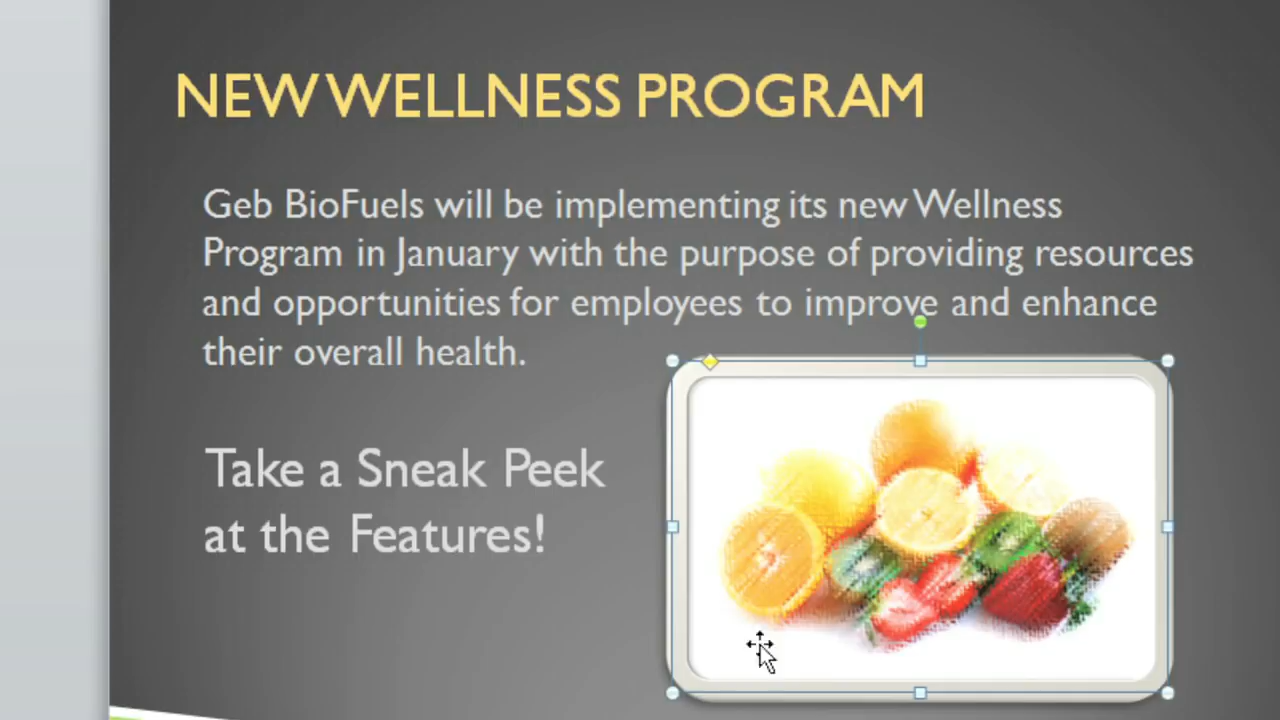 NEW WELLNESS PROGRAM
Geb BioFuels will be implementing its new Wellness
Program in January with the purpose of providing resources
and opportunities for employees to improve and enhance
their overall health.
Take a Sneak Peek
at the Features!